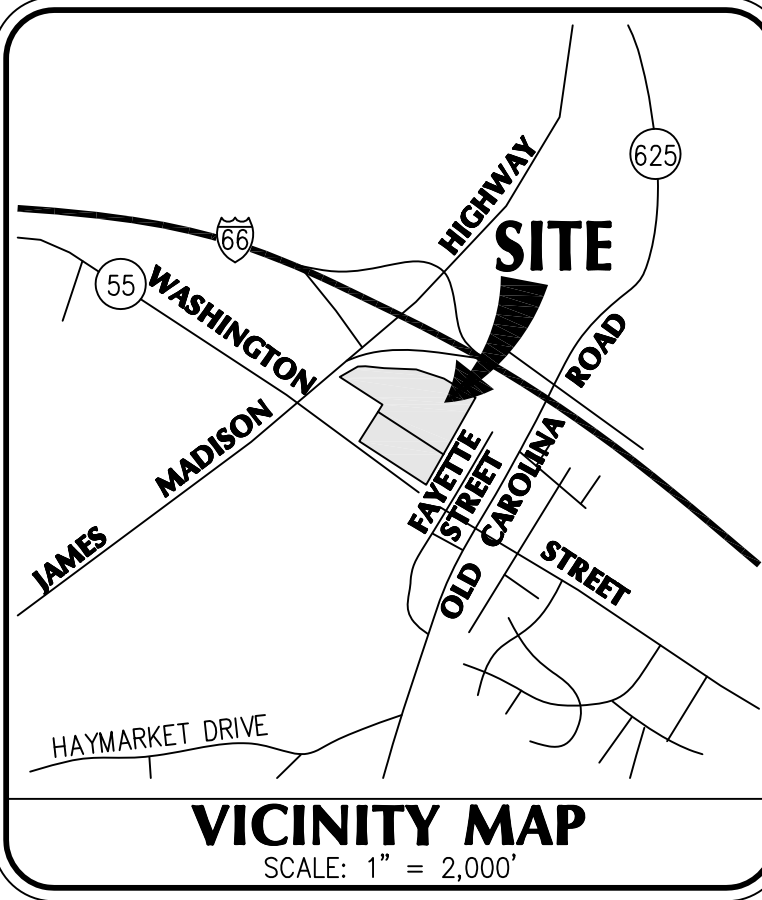 625
HIGHWAY
SITE
66
55
WASHINGTON
ROAD
JAMES MADISON
FAYETTE
STREET
OLD CAROLINA
STREET
HAYMARKET DRIVE
VICINITY MAP
SCALE: 1" = 2,000'